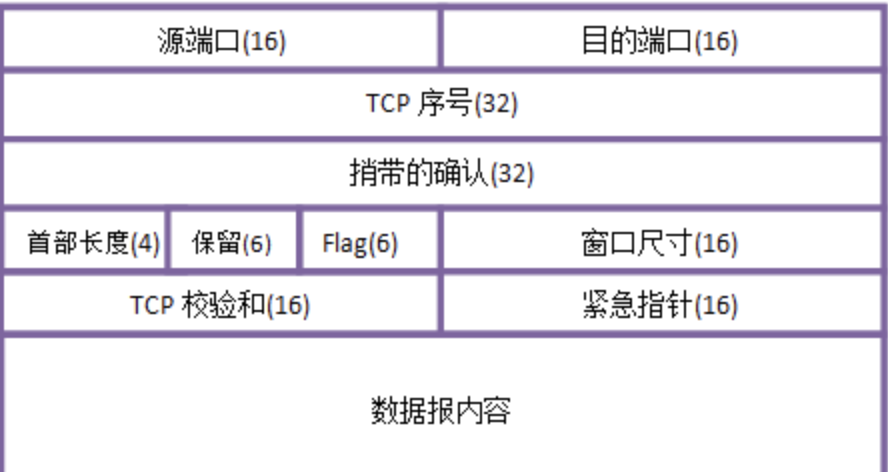 源端口(16) 目的端口(16)
TCP 序号(32)
捎带的确认(32)
首部长度(4) 保留(6) Flag(6) 窗口尺寸(16)
TCP 校验和(16) 紧急指针(16)
数据报内容